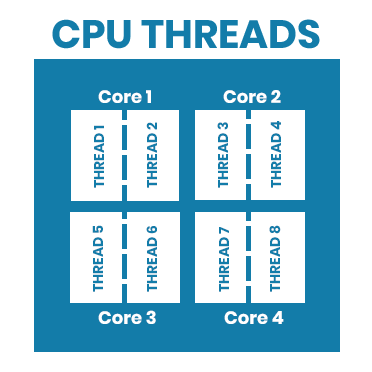 CPU THREADS
Core 1
Core 2
THREAD 1
THREAD 2
THREAD 3
THREAD 4
THREAD 5
THREAD 6
THREAD 7
THREAD 8
Core 3
Core 4